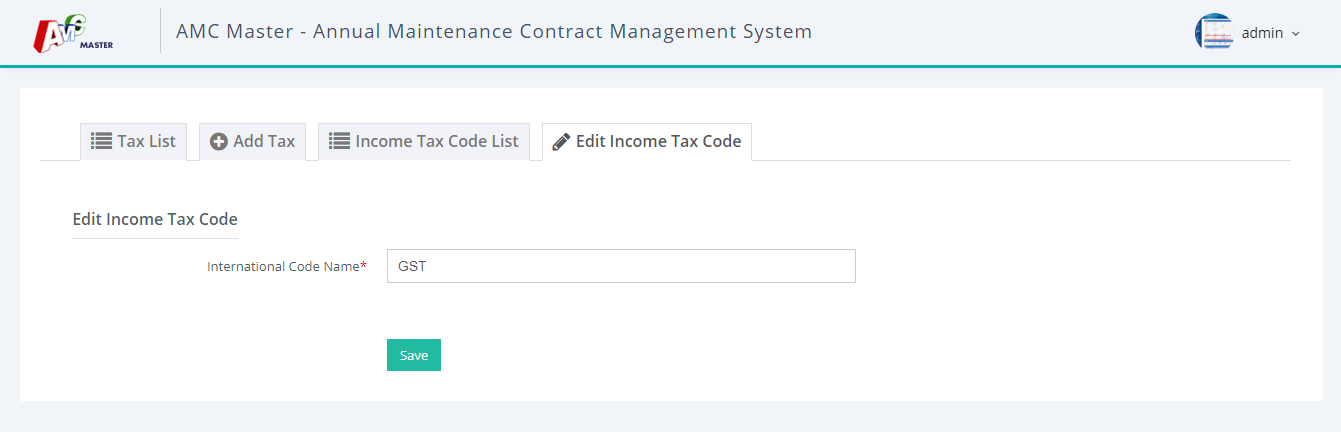 AMC MASTER
AMC Master - Annual Maintenance Contract Management System
admin
Tax List
Add Tax
Income Tax Code List
Edit Income Tax Code
Edit Income Tax Code
International Code Name*
GST
Save